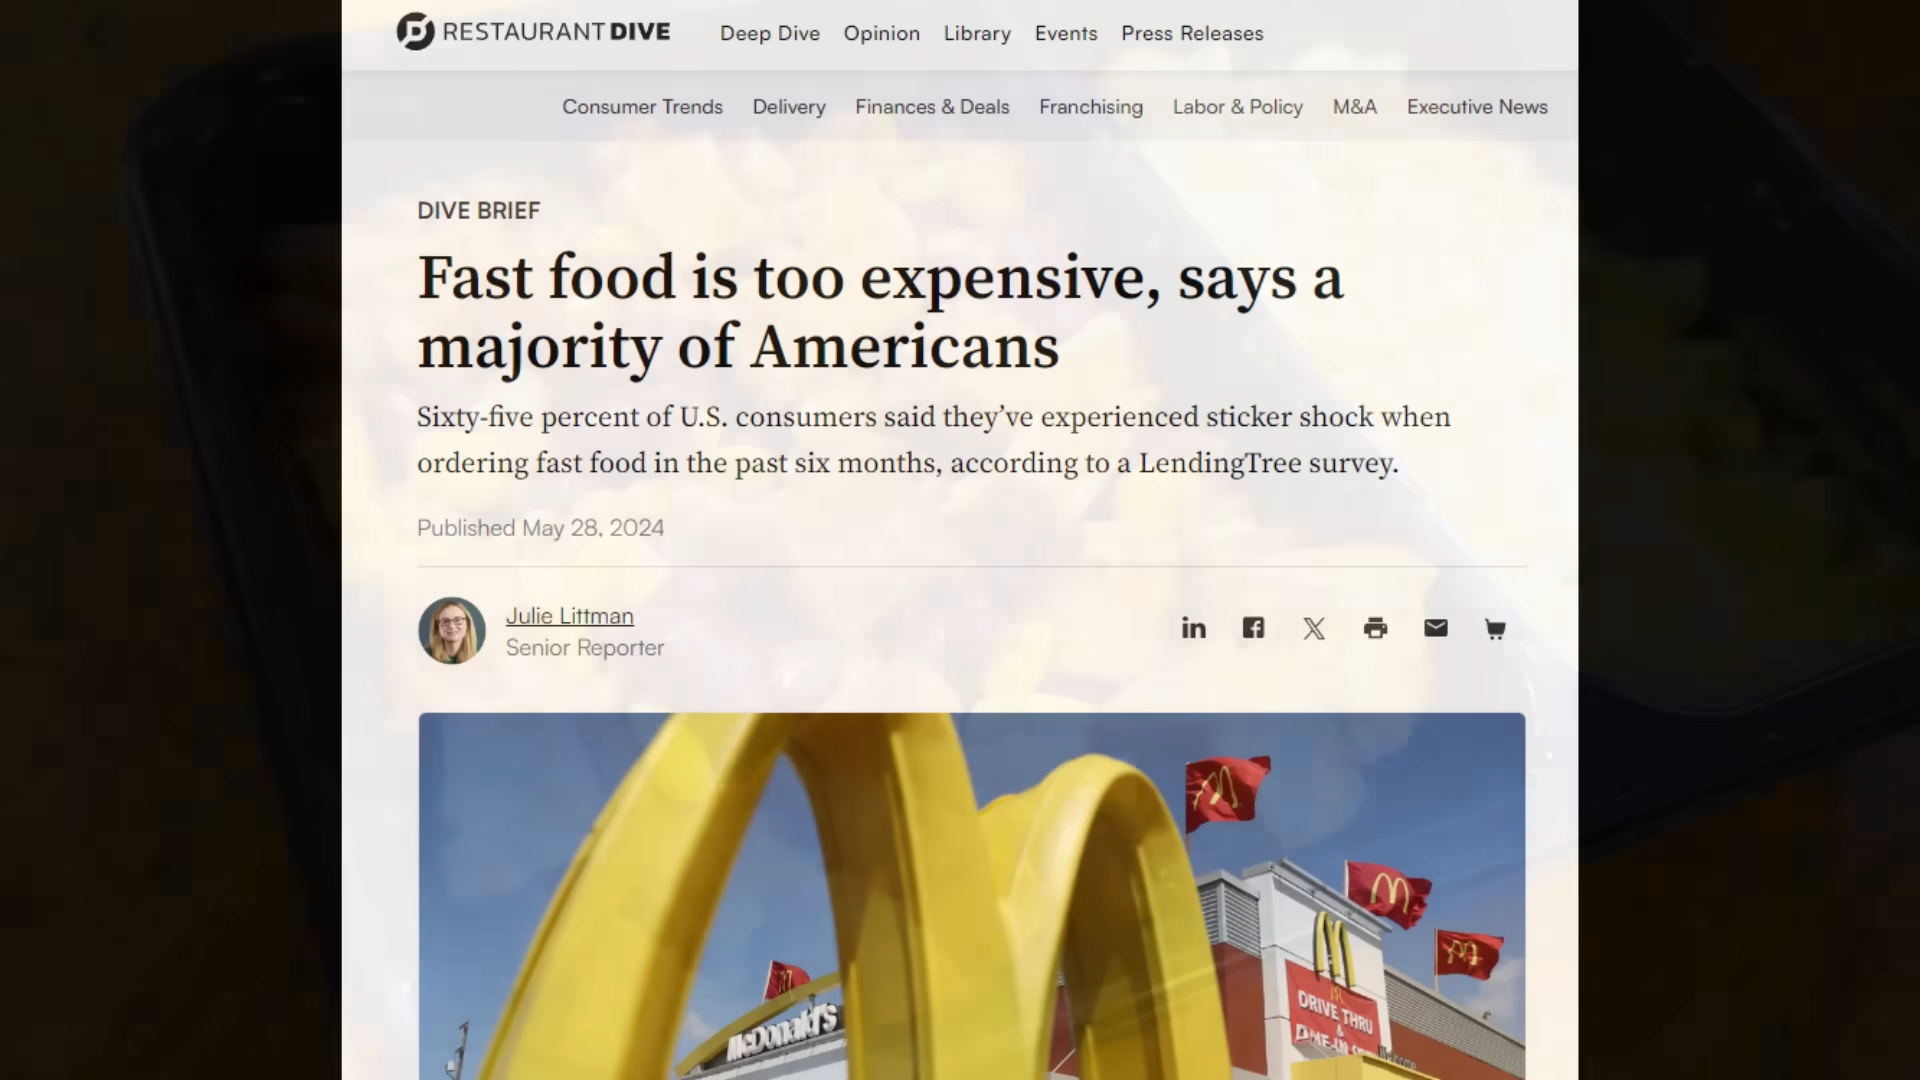 RESTAURANT DIVE
Deep Dive Opinion Library Events Press Releases
Consumer Trends Delivery Finances & Deals Franchising Labor & Policy M&A Executive News
DIVE BRIEF
Fast food is too expensive, says a
majority of Americans
Sixty-five percent of U.S. consumers said they’ve experienced sticker shock when
ordering fast food in the past six months, according to a LendingTree survey.
Published May 28, 2024
Julie Littman
Senior Reporter
McDonald's
DRIVE THRU
&
Welcome